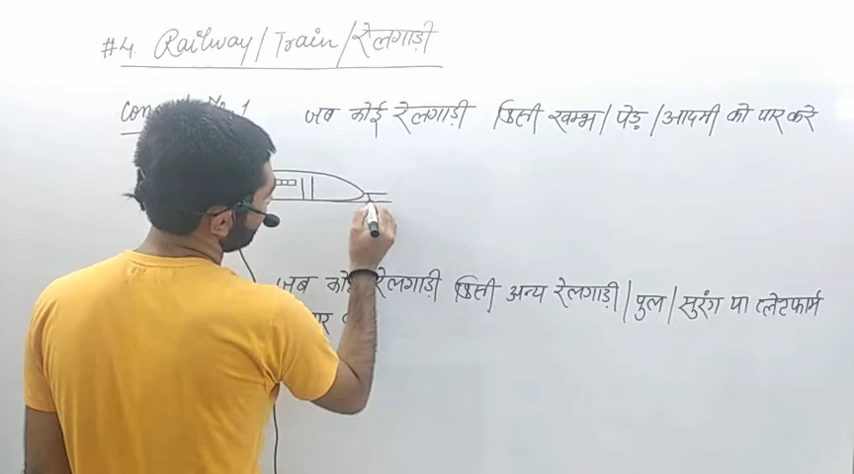 #4. Railway/Train/रेलगाड़ी
जब कोई रेलगाड़ी किसी खम्भा/पेड़/आदमी को पार करे
जब कोई रेलगाड़ी किसी अन्य रेलगाड़ी/पुल/सुरंग या प्लेटफार्म